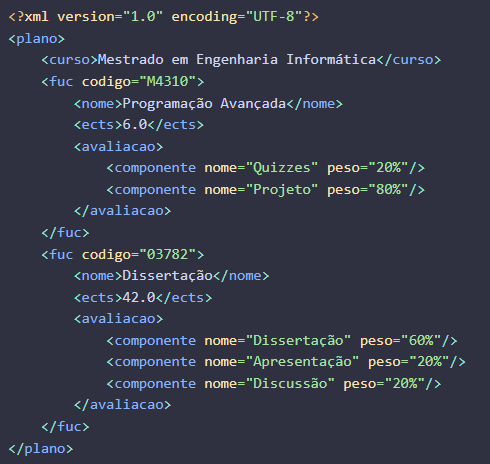 <?xml version="1.0" encoding="UTF-8"?>
<plano>
    <curso>Mestrado em Engenharia Informática</curso>
    <fuc codigo="M4310">
        <nome>Programação Avançada</nome>
        <ects>6.0</ects>
        <avaliacao>
            <componente nome="Quizzes" peso="20%"/>
            <componente nome="Projeto" peso="80%"/>
        </avaliacao>
    </fuc>
    <fuc codigo="03782">
        <nome>Dissertação</nome>
        <ects>42.0</ects>
        <avaliacao>
            <componente nome="Dissertação" peso="60%"/>
            <componente nome="Apresentação" peso="20%"/>
            <componente nome="Discussão" peso="20%"/>
        </avaliacao>
    </fuc>
</plano>